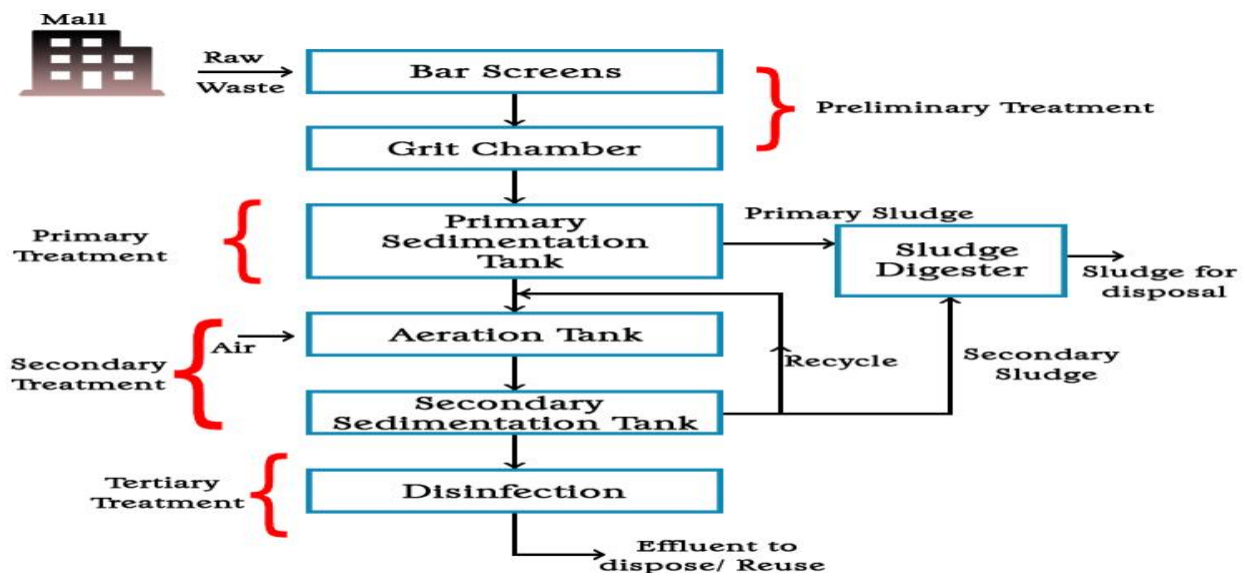 Mall
Raw
Waste
Bar Screens
Preliminary Treatment
Grit Chamber
Primary
Treatment
Primary
Sedimentation
Tank
Primary Sludge
Sludge
Digester
Sludge for
disposal
Air
Aeration Tank
Recycle
Secondary
Sludge
Secondary
Treatment
Secondary
Sedimentation Tank
Tertiary
Treatment
Disinfection
Effluent to
dispose/ Reuse